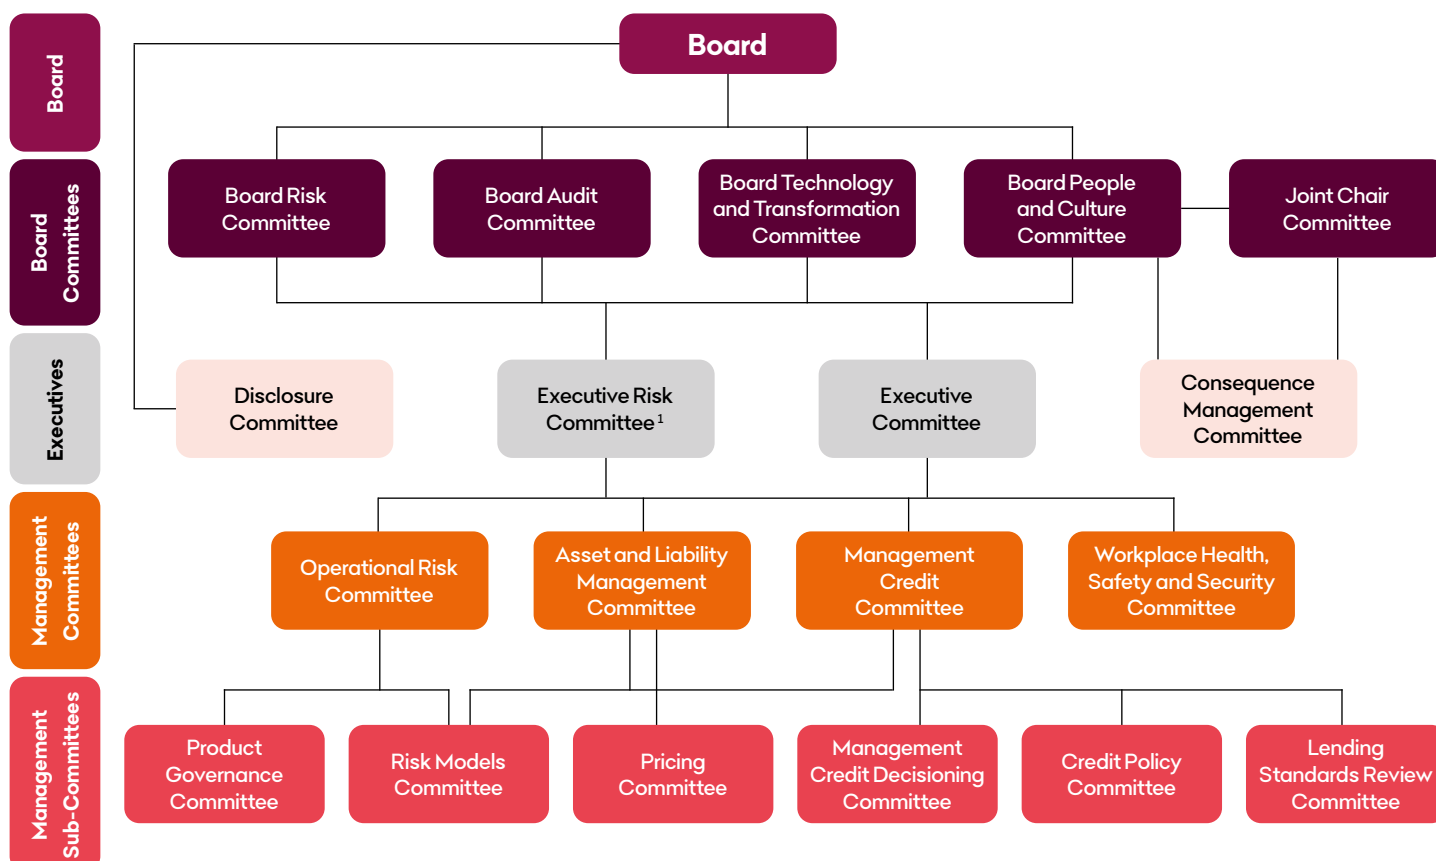 Board
Board
Board
Committees
Board Risk
Committee
Board Audit
Committee
Board Technology
and Transformation
Committee
Board People
and Culture
Committee
Joint Chair
Committee
Executives
Disclosure
Committee
Executive Risk
Committee¹
Executive
Committee
Consequence
Management
Committee
Management
Committees
Operational Risk
Committee
Asset and Liability
Management
Committee
Management
Credit
Committee
Workplace Health,
Safety and Security
Committee
Management
Sub-Committees
Product
Governance
Committee
Risk Models
Committee
Pricing
Committee
Management
Credit Decisioning
Committee
Credit Policy
Committee
Lending
Standards Review
Committee